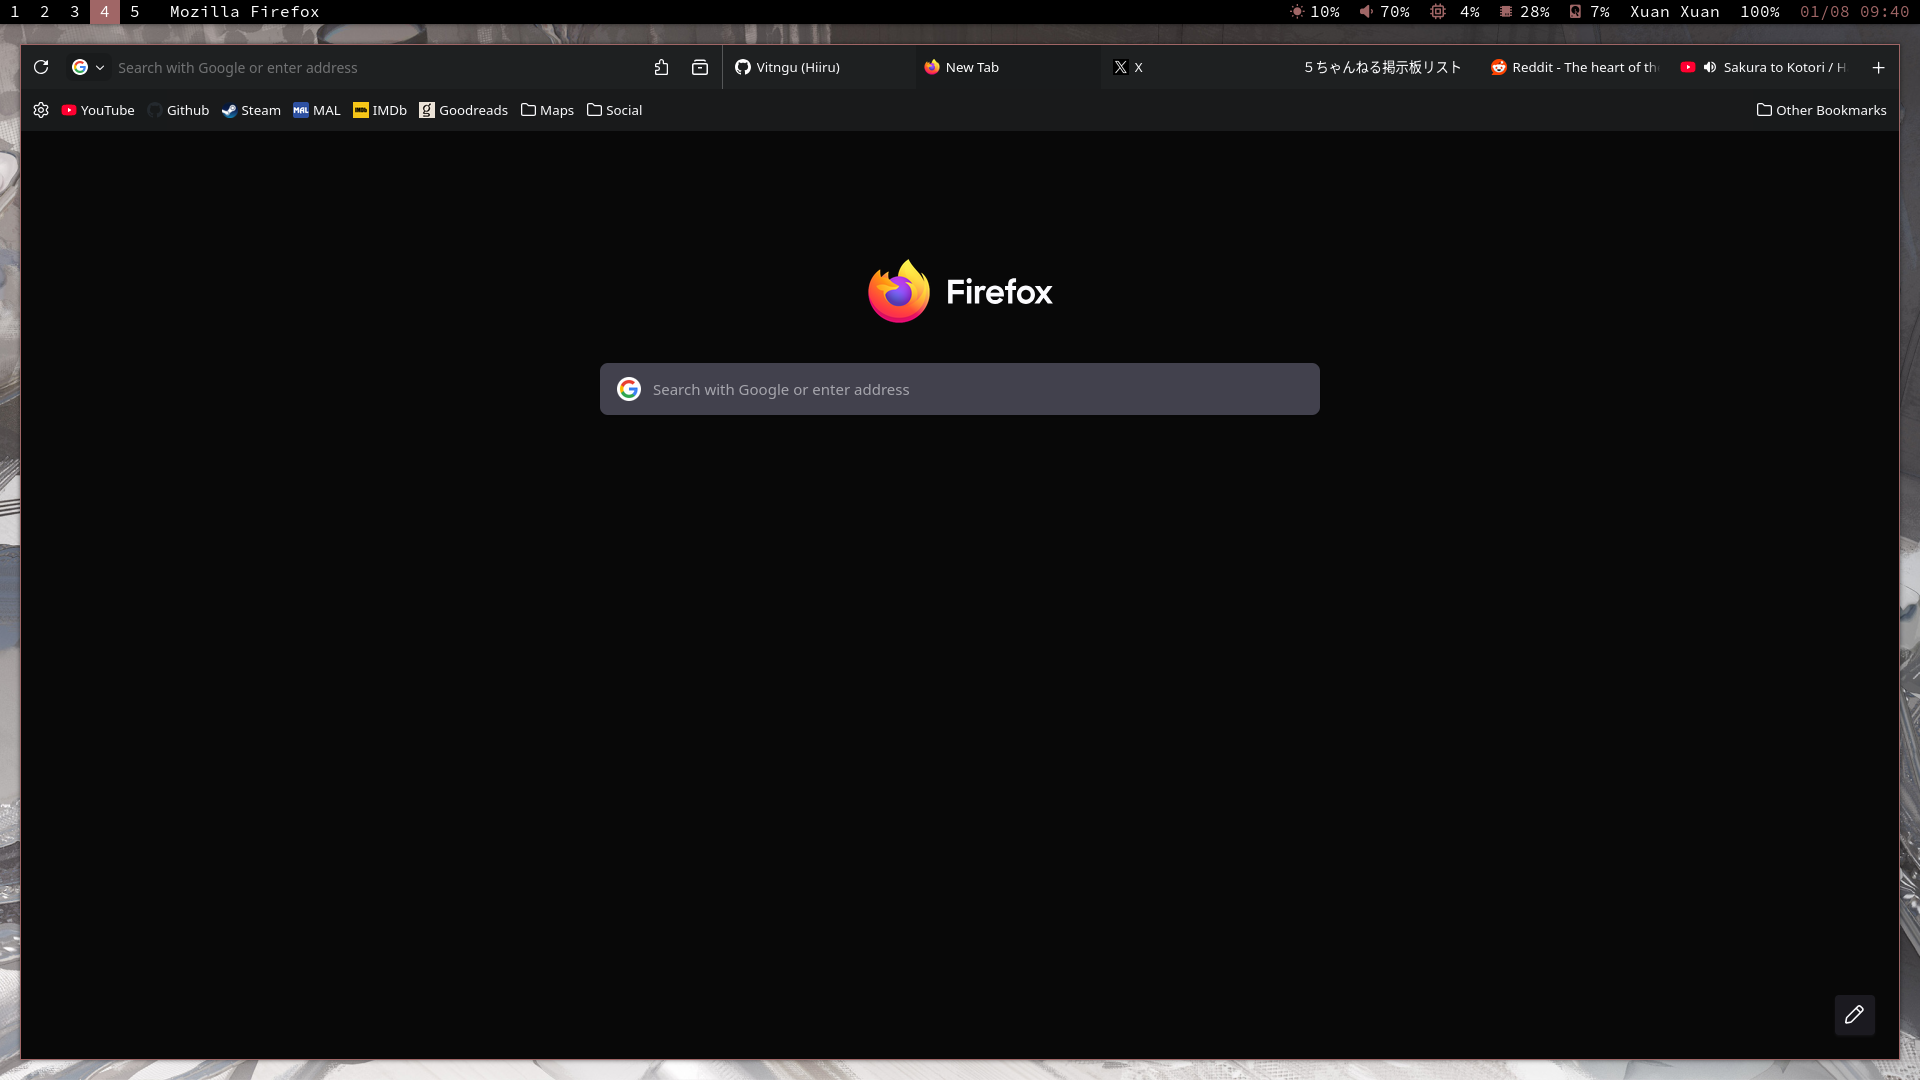 1 2 3 4 5 Mozilla Firefox 10% 70% 4% 28% 7% Xuan Xuan 100% 01/08 09:40
Search with Google or enter address Vitngu (Hiiru) New Tab X 5ちゃんねる掲示板リスト Reddit - The heart of the Sakura to Kotori / H
YouTube Github Steam MAL MAL IMDb IMDb g Goodreads Maps Social Other Bookmarks
Firefox
Search with Google or enter address